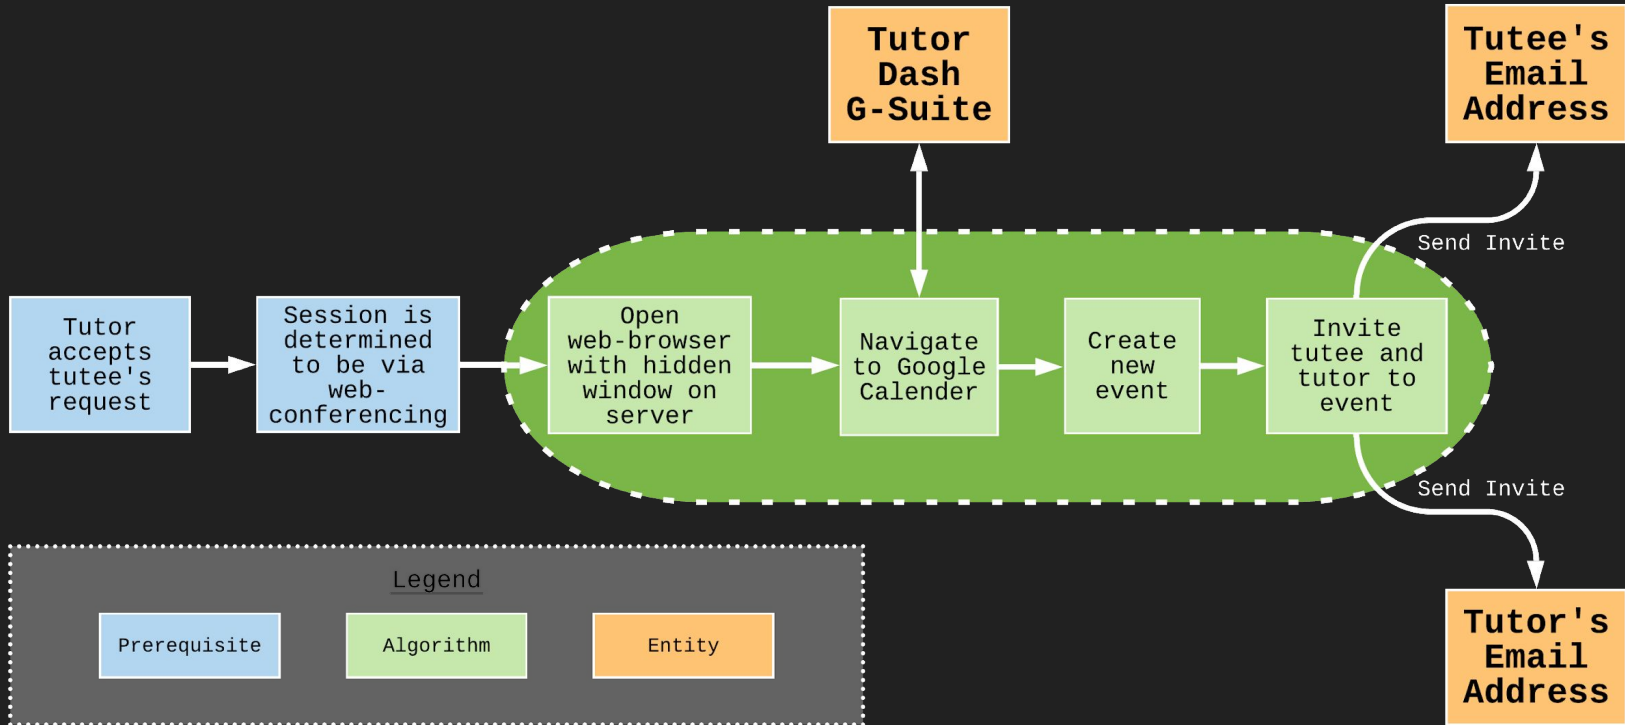 Tutor
Dash
G-Suite
Tutee's
Email
Address
Send Invite
Tutor
accepts
tutee's
request
Session is
determined
to be via
web-
conferencing
Open
web-browser
with hidden
window on
server
Navigate
to Google
Calender
Create
new
event
Invite
tutee and
tutor to
event
Send Invite
Tutor's
Email
Address
Legend
Prerequisite
Algorithm
Entity